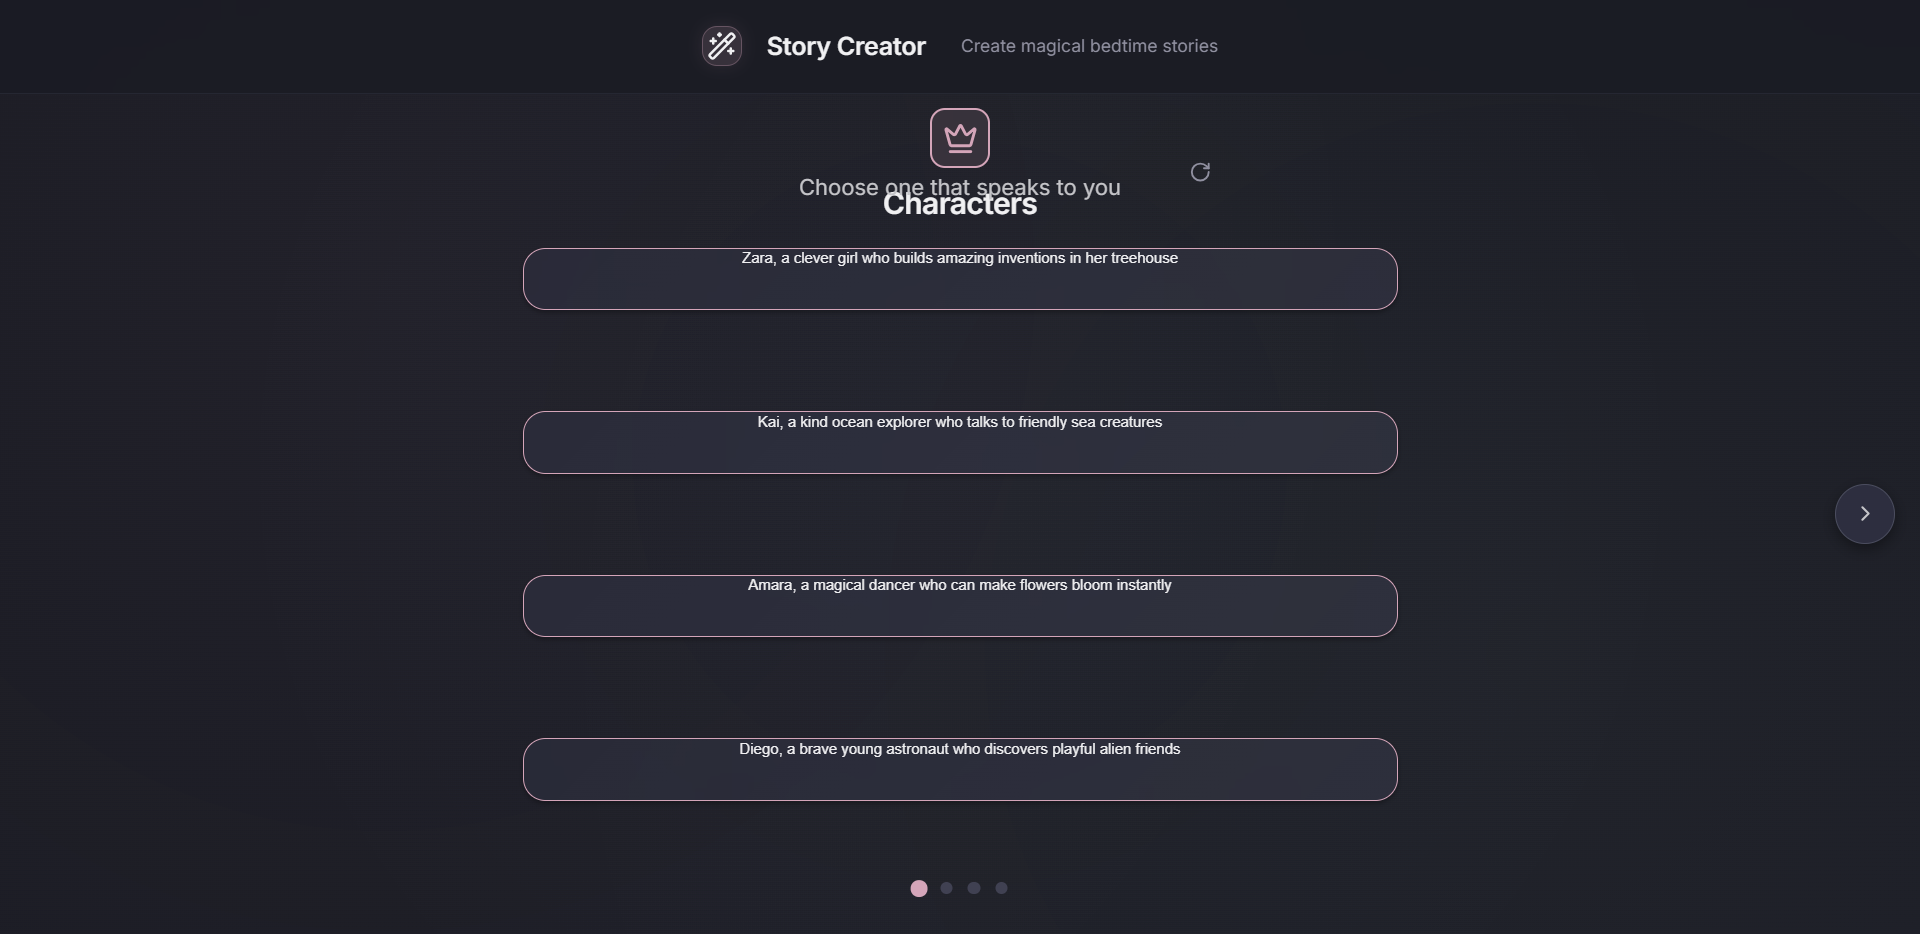 Story Creator
Create magical bedtime stories
Choose one that speaks to you
Characters
Zara, a clever girl who builds amazing inventions in her treehouse
Kai, a kind ocean explorer who talks to friendly sea creatures
Amara, a magical dancer who can make flowers bloom instantly
Diego, a brave young astronaut who discovers playful alien friends